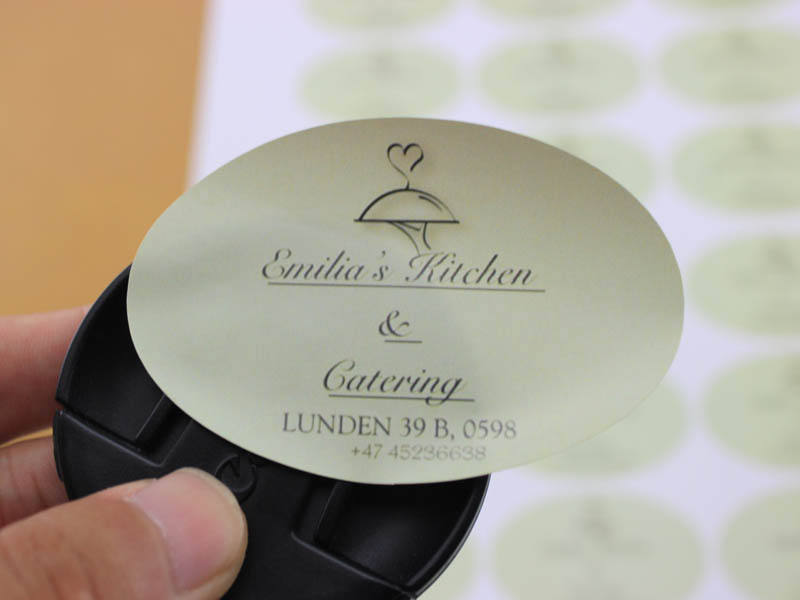 Emilia's Kitchen
&
Catering
LUNDEN 39 B, 0598
+47 45236638